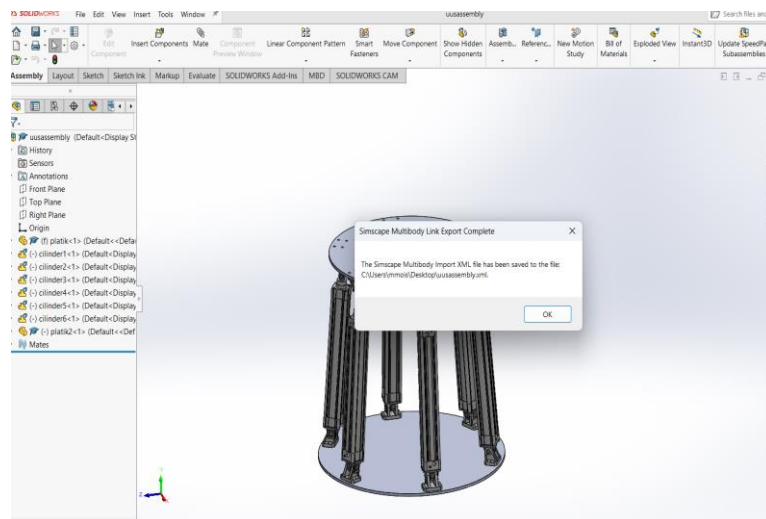 SOLIDWORKS File Edit View Insert Tools Window uusassembly Search files and
Edit Component
Insert Components
Mate
Component Preview Window
Linear Component Pattern
Smart Fasteners
Move Component
Show Hidden Components
Assemb...
Referenc...
New Motion Study
Bill of Materials
Exploded View
Instant3D
Update SpeedPa
Subassemblies
Assembly Layout Sketch Sketch Ink Markup Evaluate SOLIDWORKS Add-Ins MBD SOLIDWORKS CAM
uusassembly (Default<Display St
History
Sensors
Annotations
Front Plane
Top Plane
Right Plane
Origin
(f) platik<1> (Default<<Defau
(-) cilinder1<1> (Default<Display
(-) cilinder2<1> (Default<Display
(-) cilinder3<1> (Default<Display
(-) cilinder4<1> (Default<Display
(-) cilinder5<1> (Default<Display
(-) cilinder6<1> (Default<Display
(-) platik2<1> (Default<<Def
Mates
Simscape Multibody Link Export Complete
The Simscape Multibody Import XML file has been saved to the file:
C:\Users\mmois\Desktop\uusassembly.xml.
OK